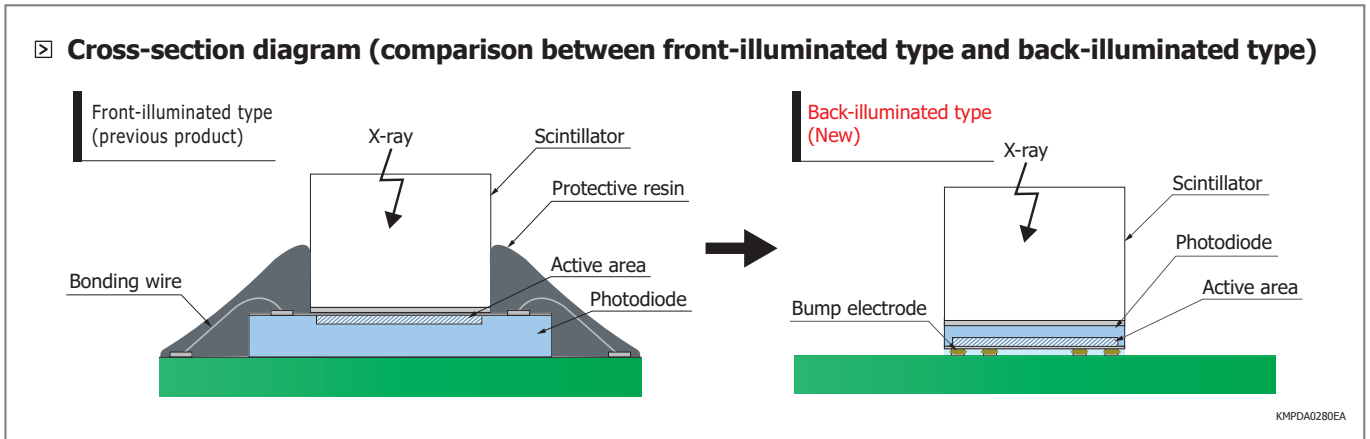 Cross-section diagram (comparison between front-illuminated type and back-illuminated type)
Front-illuminated type
(previous product)
X-ray
Scintillator
Protective resin
Bonding wire
Active area
Photodiode
Back-illuminated type
(New)
X-ray
Scintillator
Photodiode
Active area
Bump electrode
KMPDA0280EA